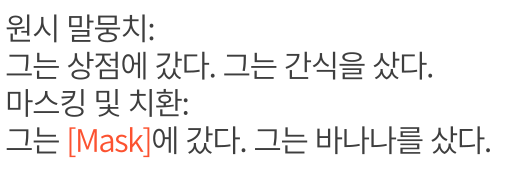 원시 말뭉치:
그는 상점에 갔다. 그는 간식을 샀다.
마스킹 및 치환:
그는 [Mask]에 갔다. 그는 바나나를 샀다.